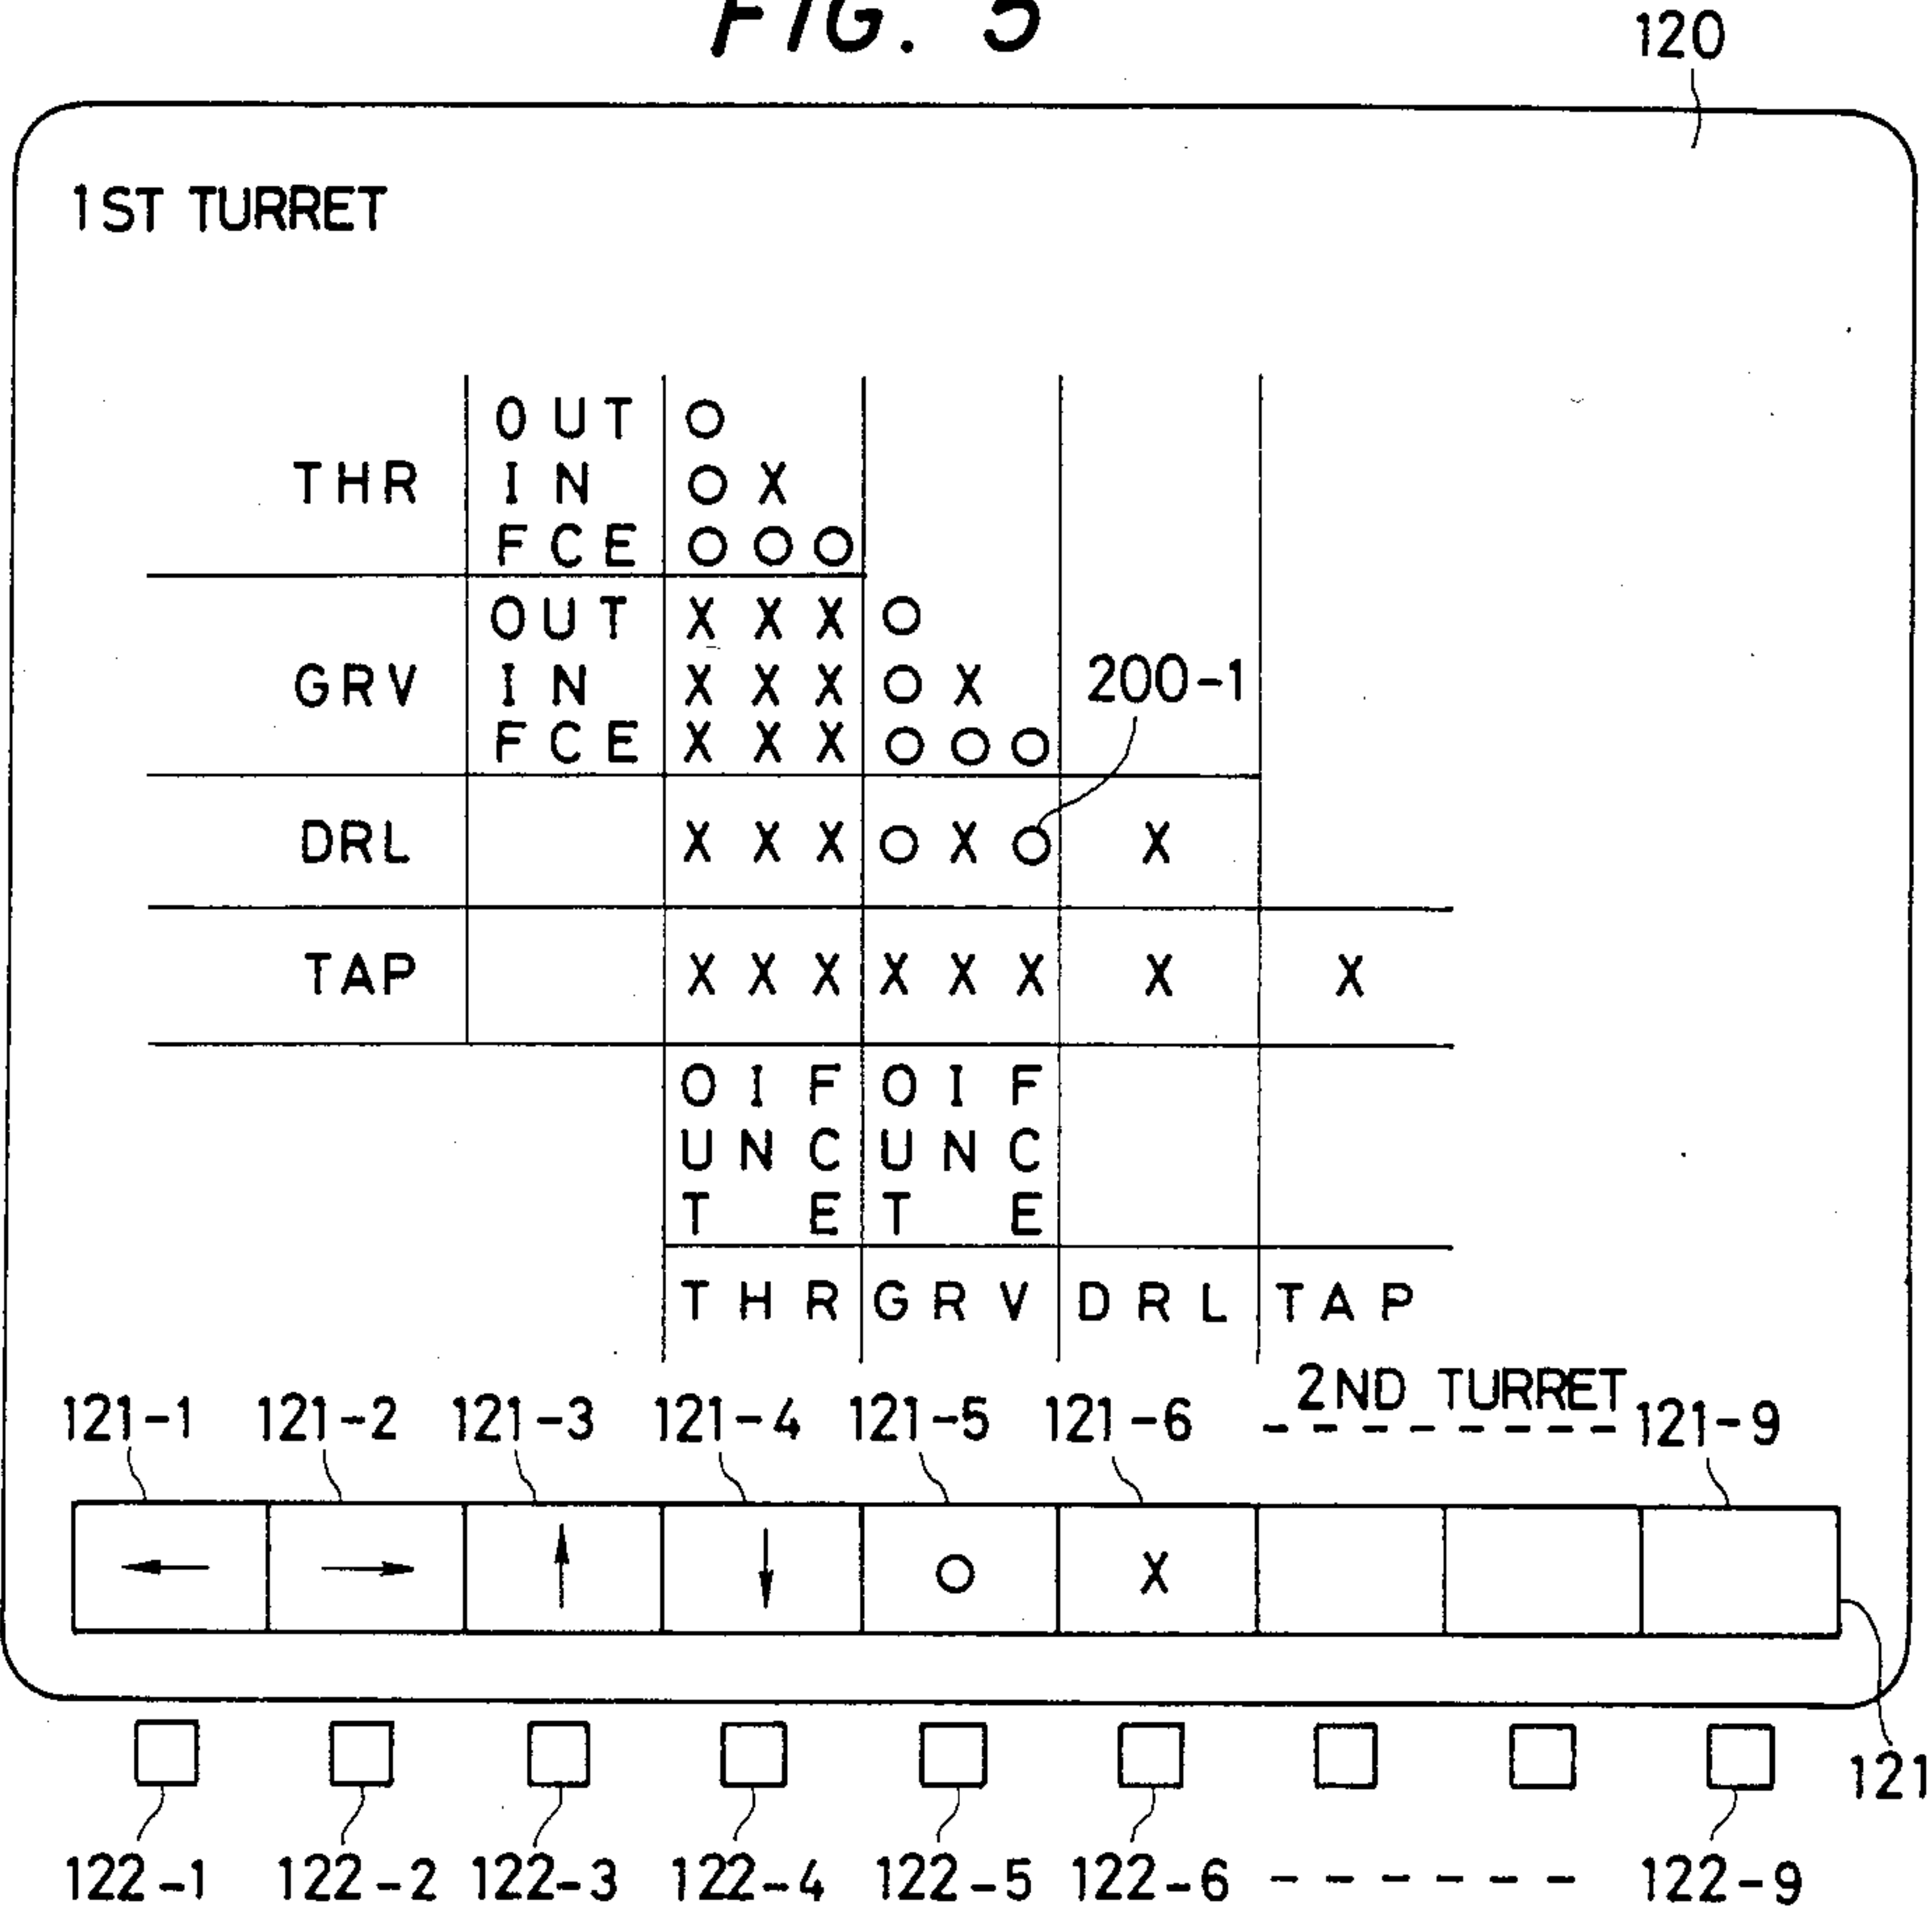 FIG. 5
120
1ST TURRET
OUT O
THR IN O X
FCE O O O
OUT X X X O
GRV IN X X X O X 200-1
FCE X X X O O O
DRL X X X O X O X
TAP X X X X X X X X
O I F O I F
U N C U N C
T E T E
THR GRV DRL TAP
2ND TURRET
121-1 121-2 121-3 121-4 121-5 121-6 -------- 121-9
← → ↑ ↓ O X
121
122-1 122-2 122-3 122-4 122-5 122-6 ------ 122-9